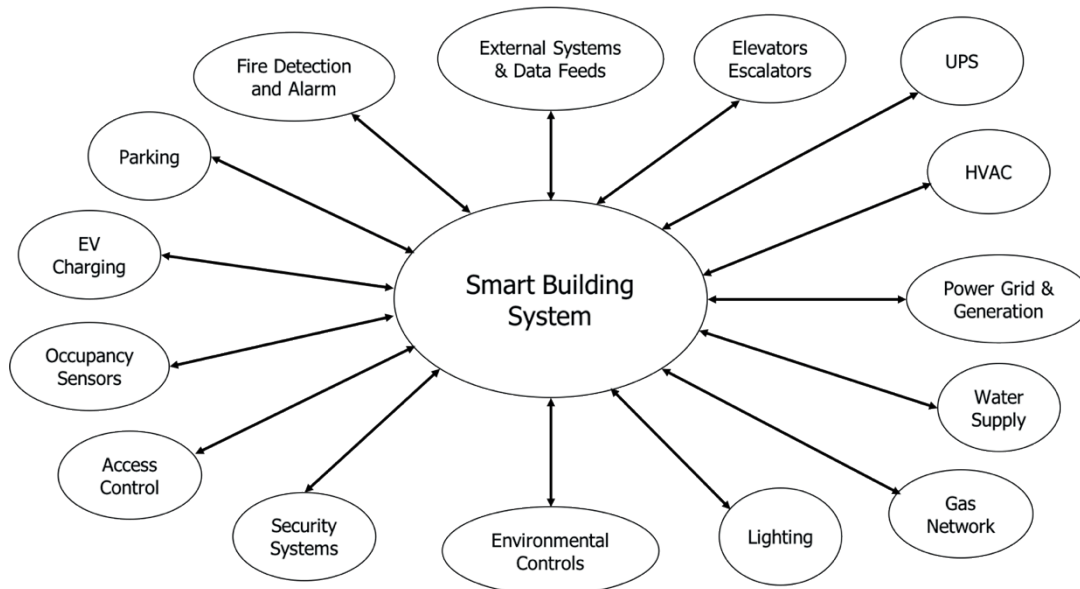 External Systems
& Data Feeds
Elevators
Escalators
UPS
HVAC
Power Grid &
Generation
Water
Supply
Gas
Network
Lighting
Environmental
Controls
Security
Systems
Access
Control
Occupancy
Sensors
EV
Charging
Parking
Fire Detection
and Alarm
Smart Building
System